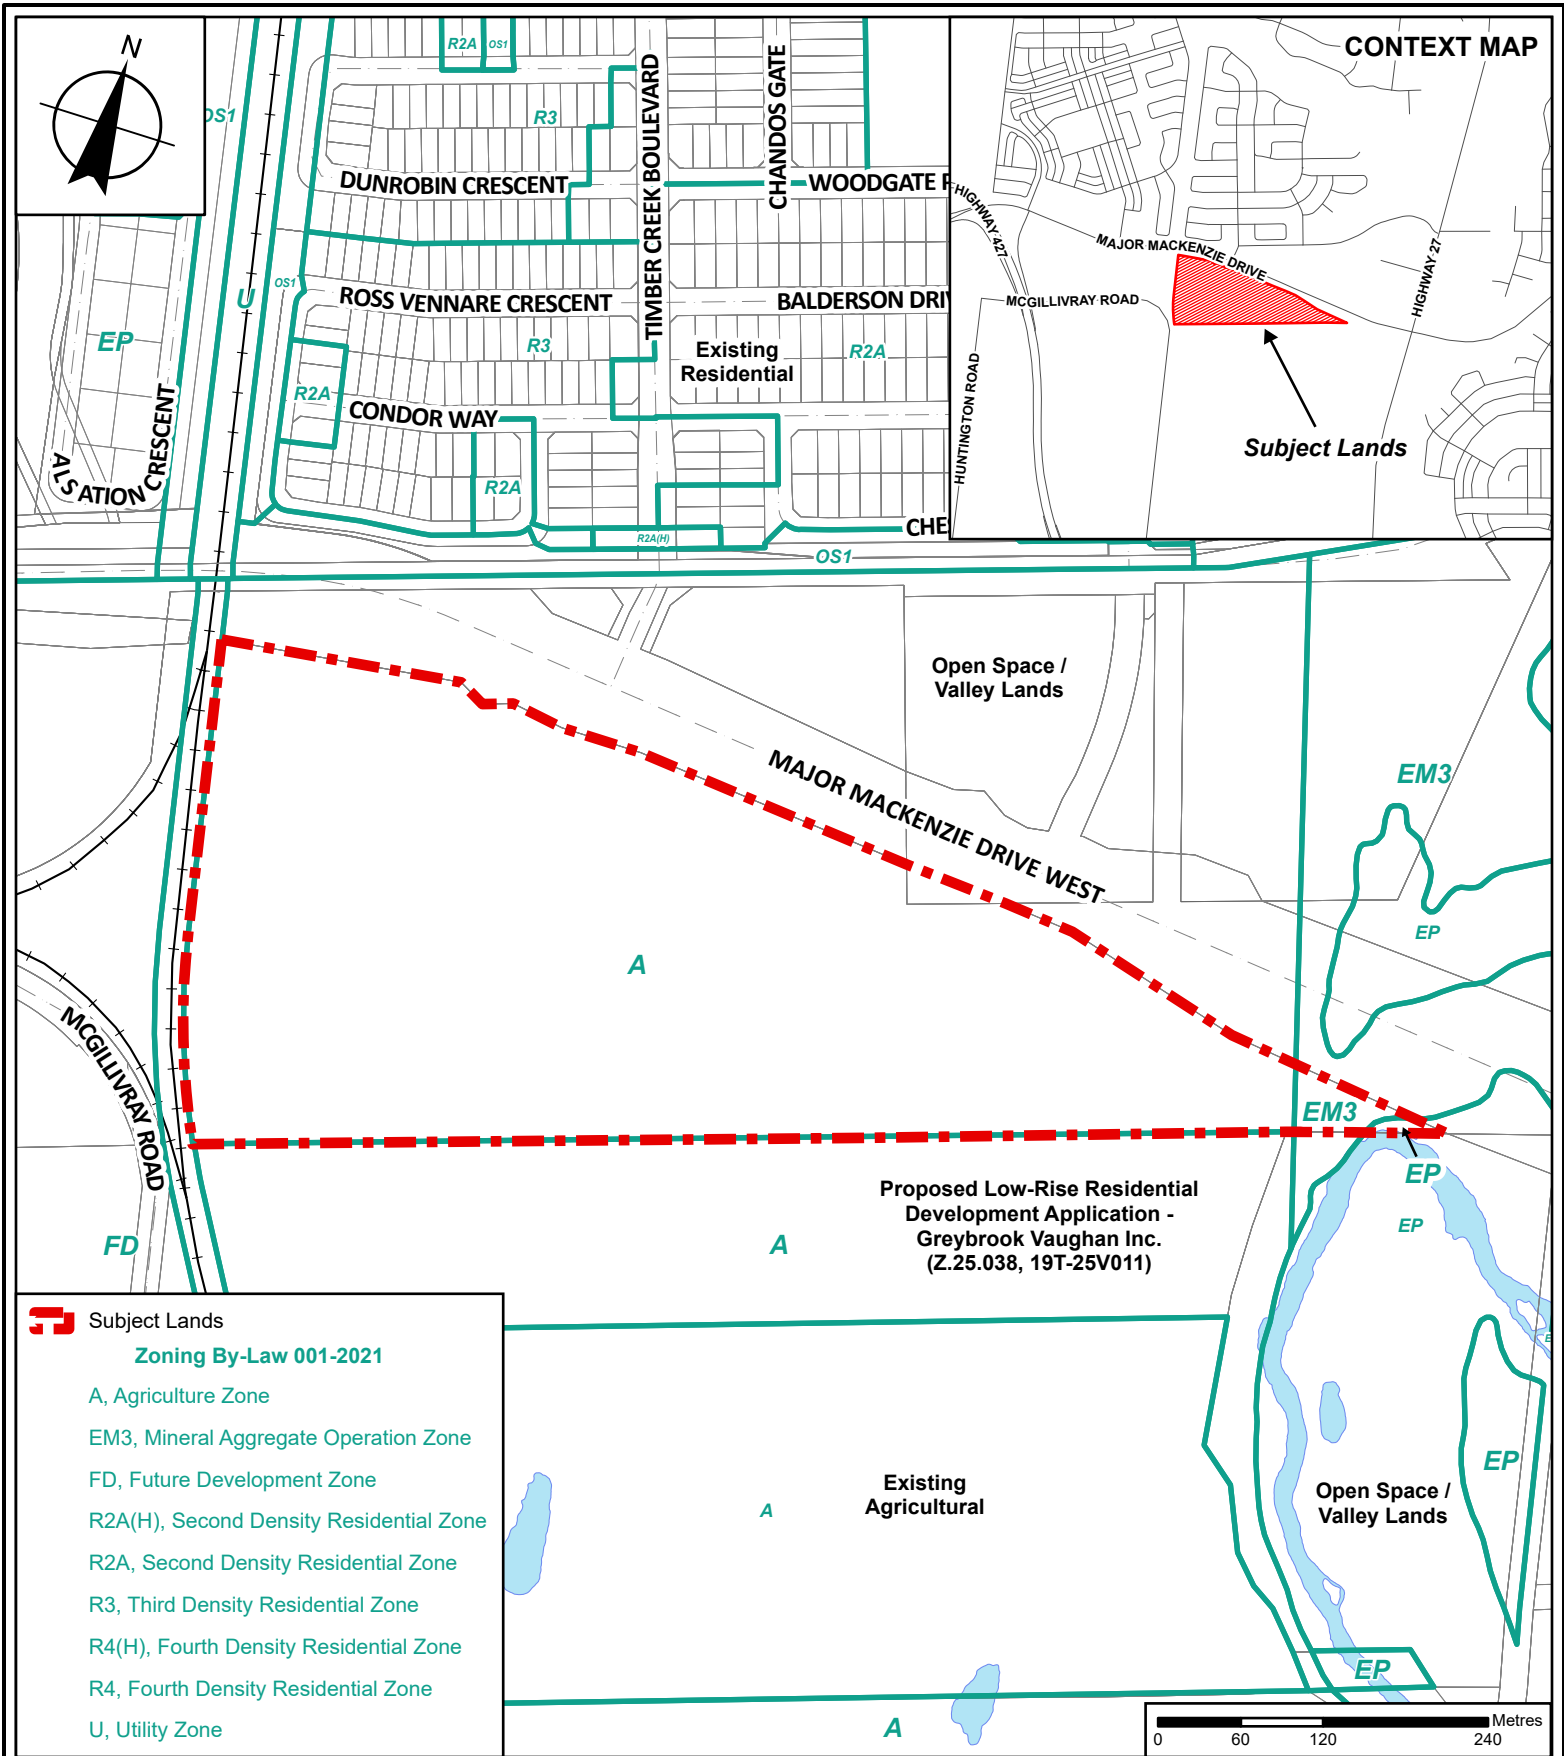 N
CONTEXT MAP
HIGHWAY 427
MAJOR MACKENZIE DRIVE
MCGILLIVRAY ROAD
HIGHWAY 27
HUNTINGTON ROAD
Subject Lands
R2A
OS1
OS1
R3
TIMBER CREEK BOULEVARD
CHANDOS GATE
DUNROBIN CRESCENT
WOODGATE
U
OS1
ROSS VENNARE CRESCENT
BALDERSON
EP
R3
Existing
Residential
R2A
R2A
CONDOR WAY
ALSATION CRESCENT
R2A
R2A(H)
OS1
Open Space /
Valley Lands
MAJOR MACKENZIE DRIVE WEST
EM3
EP
A
MCGILLIVRAY ROAD
EM3
EP
EP
Proposed Low-Rise Residential
Development Application -
Greybrook Vaughan Inc.
(Z.25.038, 19T-25V011)
A
FD
Existing
Agricultural
A
EP
Open Space /
Valley Lands
EP
A
Subject Lands
Zoning By-Law 001-2021
A, Agriculture Zone
EM3, Mineral Aggregate Operation Zone
FD, Future Development Zone
R2A(H), Second Density Residential Zone
R2A, Second Density Residential Zone
R3, Third Density Residential Zone
R4(H), Fourth Density Residential Zone
R4, Fourth Density Residential Zone
U, Utility Zone
Metres
0 60 120 240